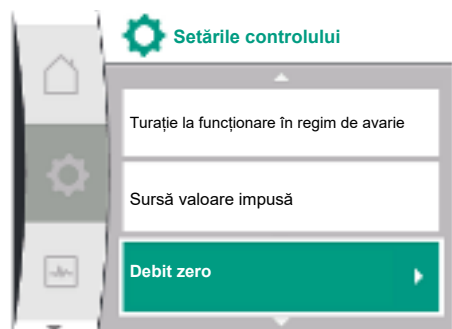 Setările controlului
Turație la funcționare în regim de avarie
Sursă valoare impusă
Debit zero